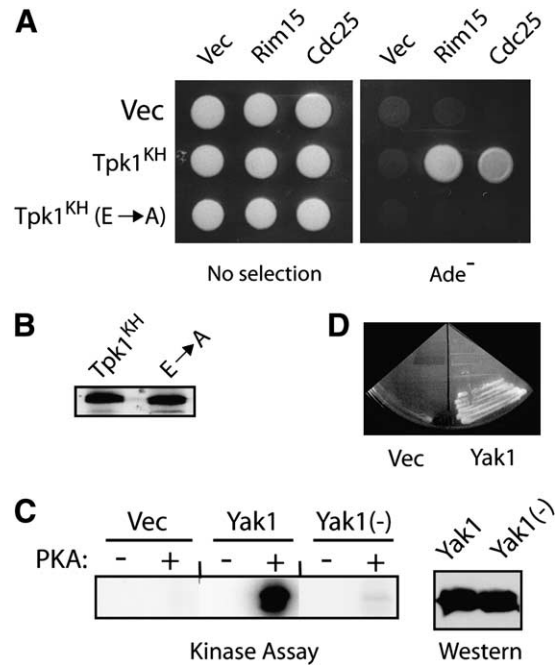 A
Vec Rim15 Cdc25 Vec Rim15 Cdc25
Vec
Tpk1^KH
Tpk1^KH (E→A)
No selection
Ade^-
B
Tpk1^KH E→A
D
Vec Yak1
C
Vec Yak1 Yak1(-)
PKA: - + - + - +
Kinase Assay
Yak1 Yak1(-)
Western